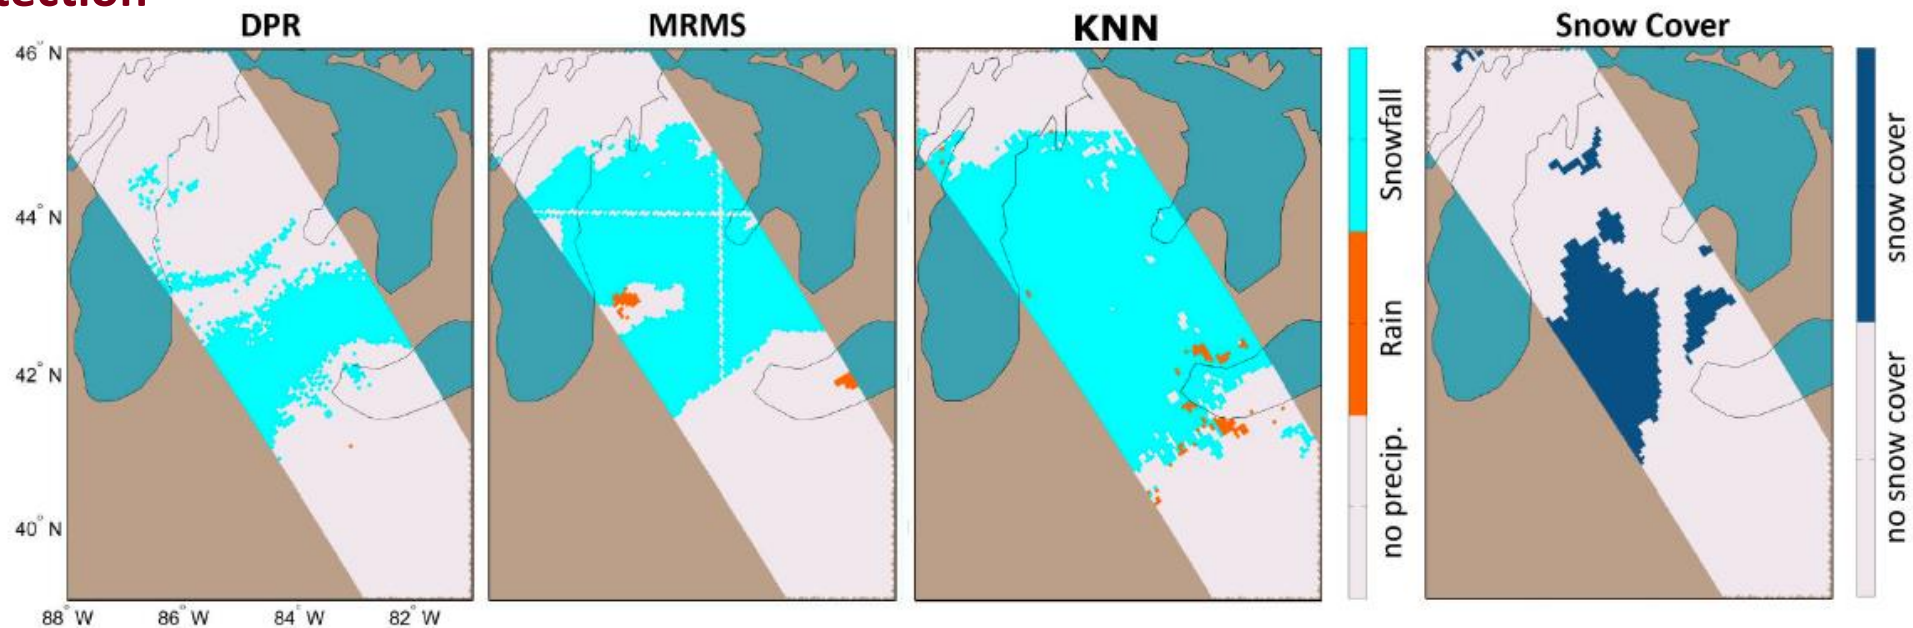 DPR
MRMS
KNN
Snow Cover
46° N
44° N
42° N
40° N
88° W
86° W
84° W
82° W
Snowfall
Rain
no precip.
snow cover
no snow cover